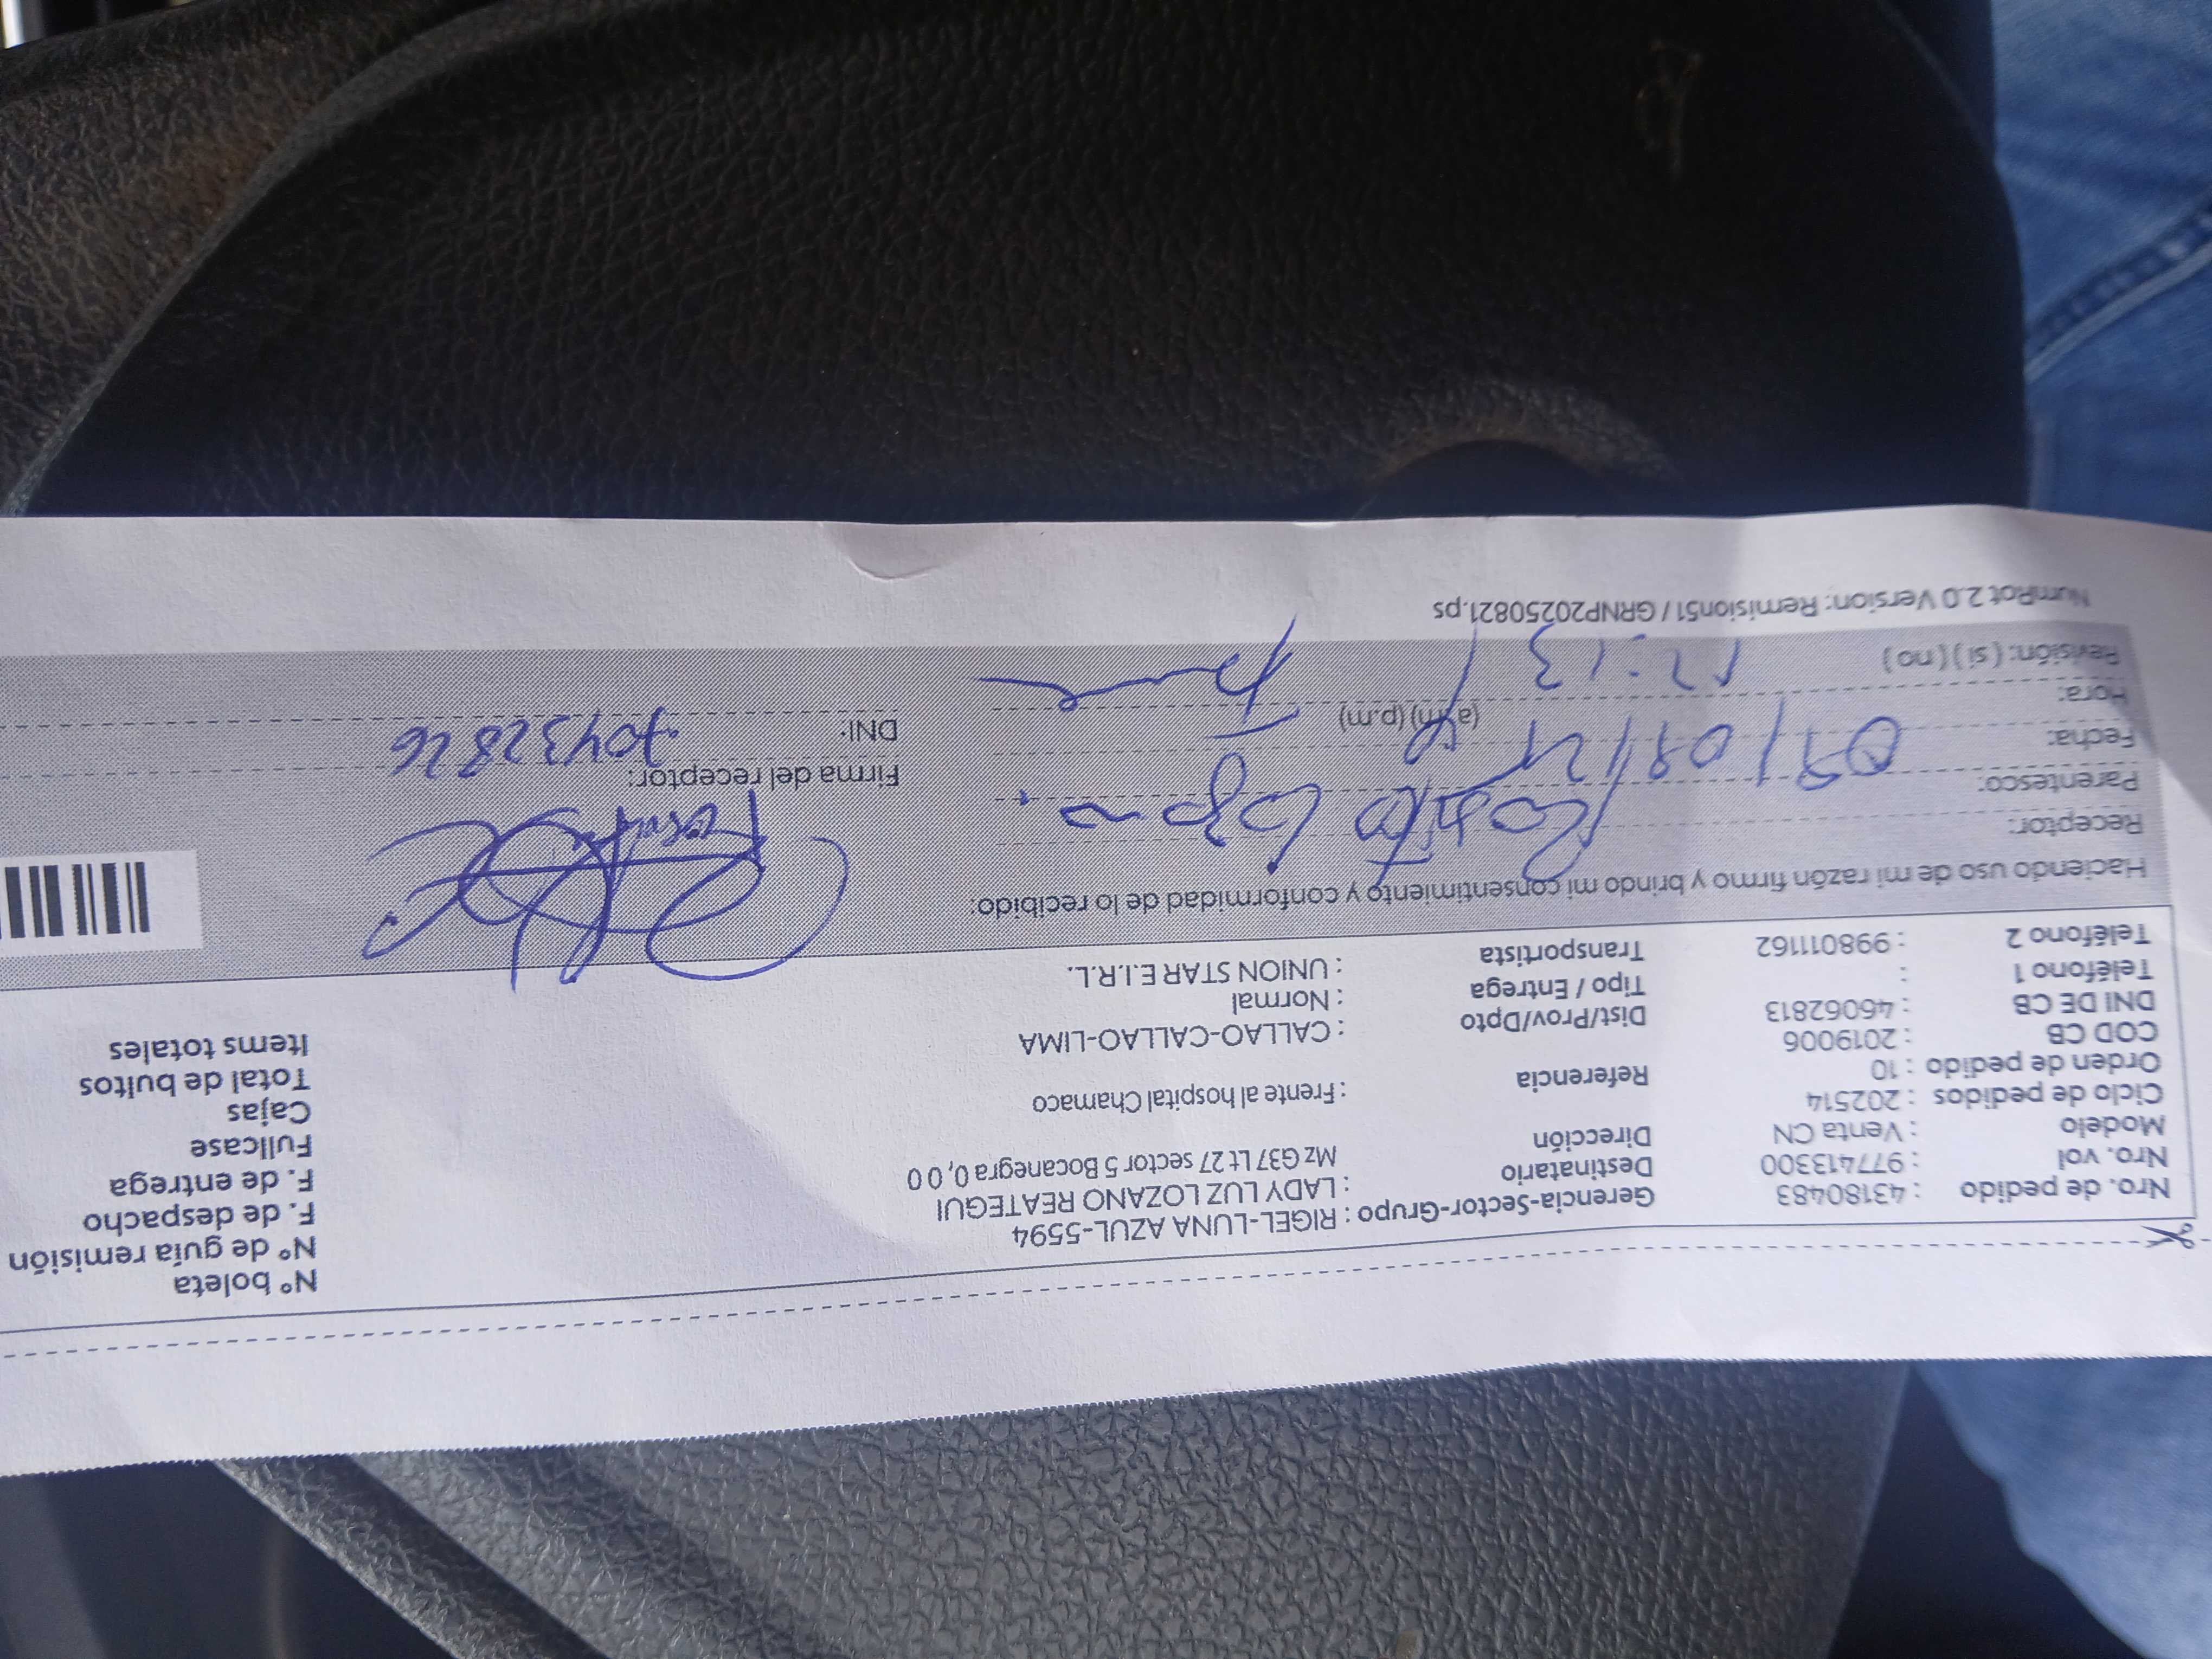 Nº boleta
Nº de guía remisión
F. de despacho
F. de entrega
Fullcase
Cajas
Total de bultos
Items totales
Nro. de pedido : 43180483 Gerencia-Sector-Grupo : RIGEL-LUNA AZUL-5594
Nro. vol : 977413300 Destinatario : LADY LUZ LOZANO REATEGUI
Modelo : Venta CN Dirección Mz G37 Lt 27 sector 5 Bocanegra 0, 0 0
Ciclo de pedidos : 202514
Orden de pedido : 10 Referencia : Frente al hospital Chamaco
COD CB : 2019006
DNI DE CB : 46062813 Dist/Prov/Dpto : CALLAO-CALLAO-LIMA
Teléfono 1 : Tipo / Entrega : Normal
Teléfono 2 : 998011162 Transportista : UNION STAR E.I.R.L.
Haciendo uso de mi razón firmo y brindo mi consentimiento y conformidad de lo recibido:
Receptor:
Parentesco:
Fecha:
Hora: (a.m) (p.m)
Revisión: ( si ) ( no ) 12:13
Firma del receptor:
DNI: 70432826
NumRot 2.0 Version: Remision51 / GRNP20250821.ps